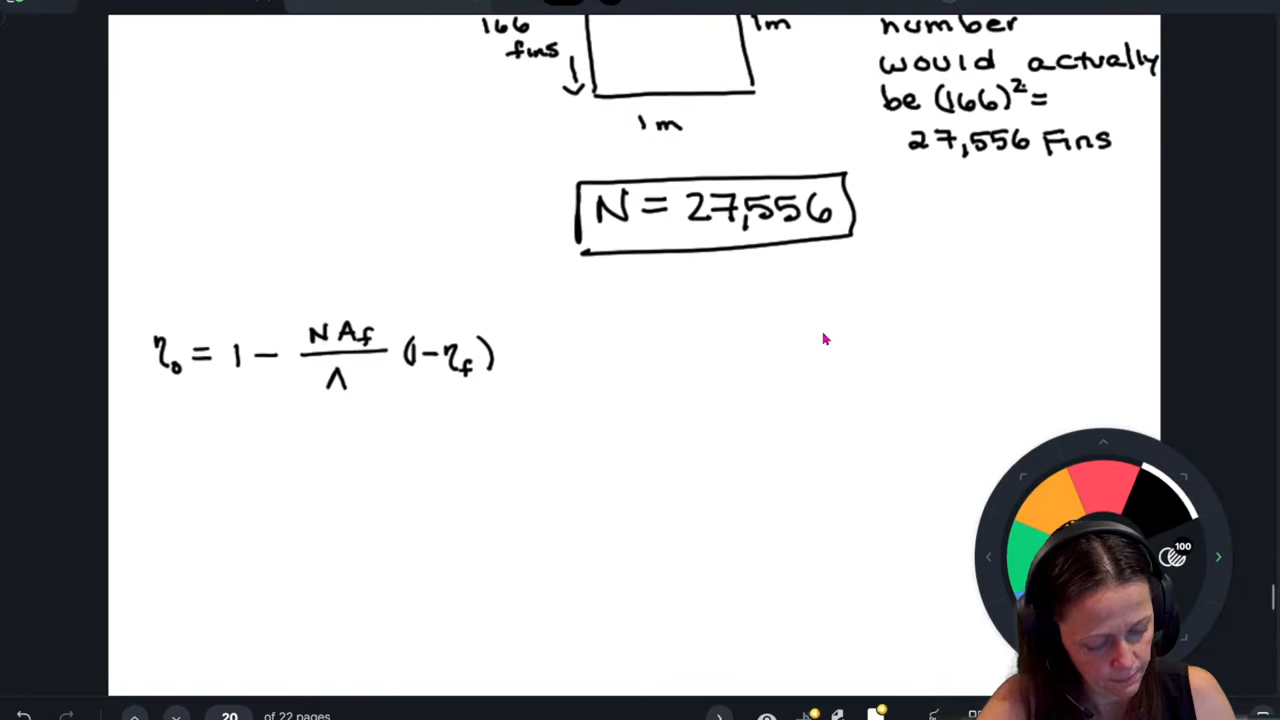 166
fins
1m
1m
number
would actually
be (166)²=
27,556 Fins
N = 27,556
η₀ = 1 - NA_f / A (1-η_f)
100
20 of 22 pages